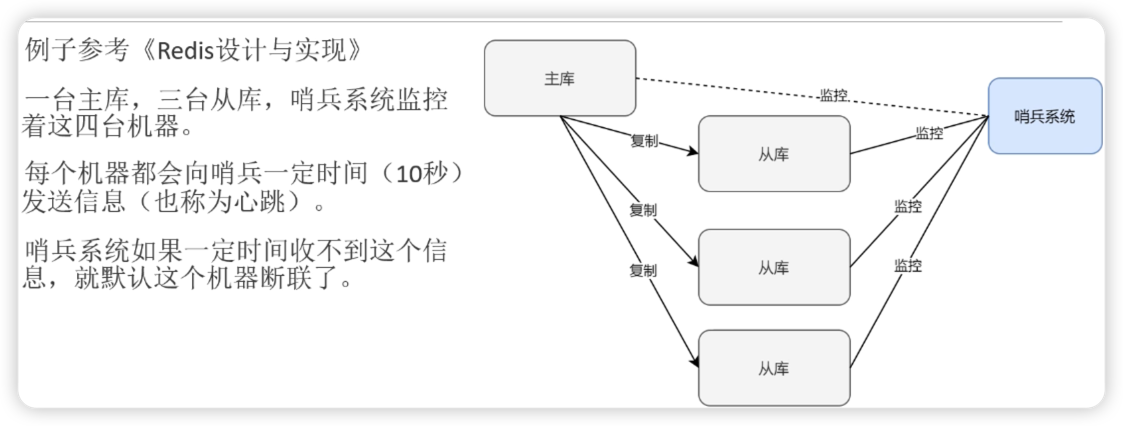 例子参考《Redis设计与实现》
一台主库，三台从库，哨兵系统监控
着这四台机器。
每个机器都会向哨兵一定时间（10秒）
发送信息（也称为心跳）。
哨兵系统如果一定时间收不到这个信
息，就默认这个机器断联了。
主库
监控
哨兵系统
复制
从库
监控
复制
从库
监控
复制
从库
监控